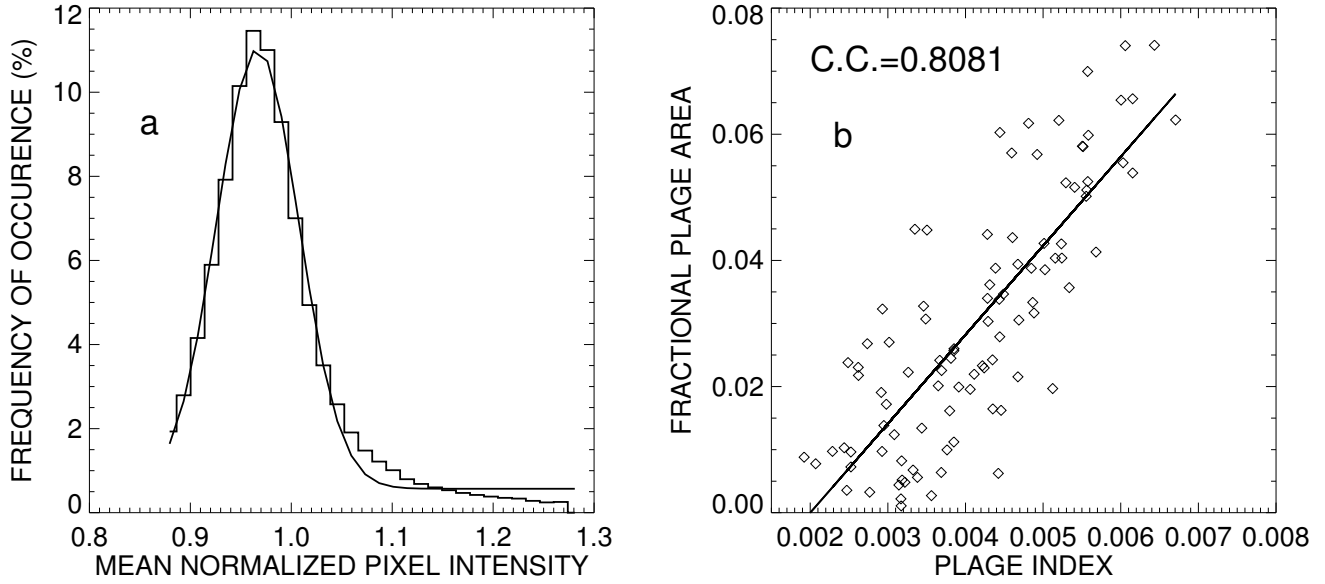 12
10
8
6
4
2
0
FREQUENCY OF OCCURENCE (%)
a
0.8 0.9 1.0 1.1 1.2 1.3
MEAN NORMALIZED PIXEL INTENSITY
0.08
0.06
0.04
0.02
0.00
FRACTIONAL PLAGE AREA
C.C.=0.8081
b
0.002 0.003 0.004 0.005 0.006 0.007 0.008
PLAGE INDEX